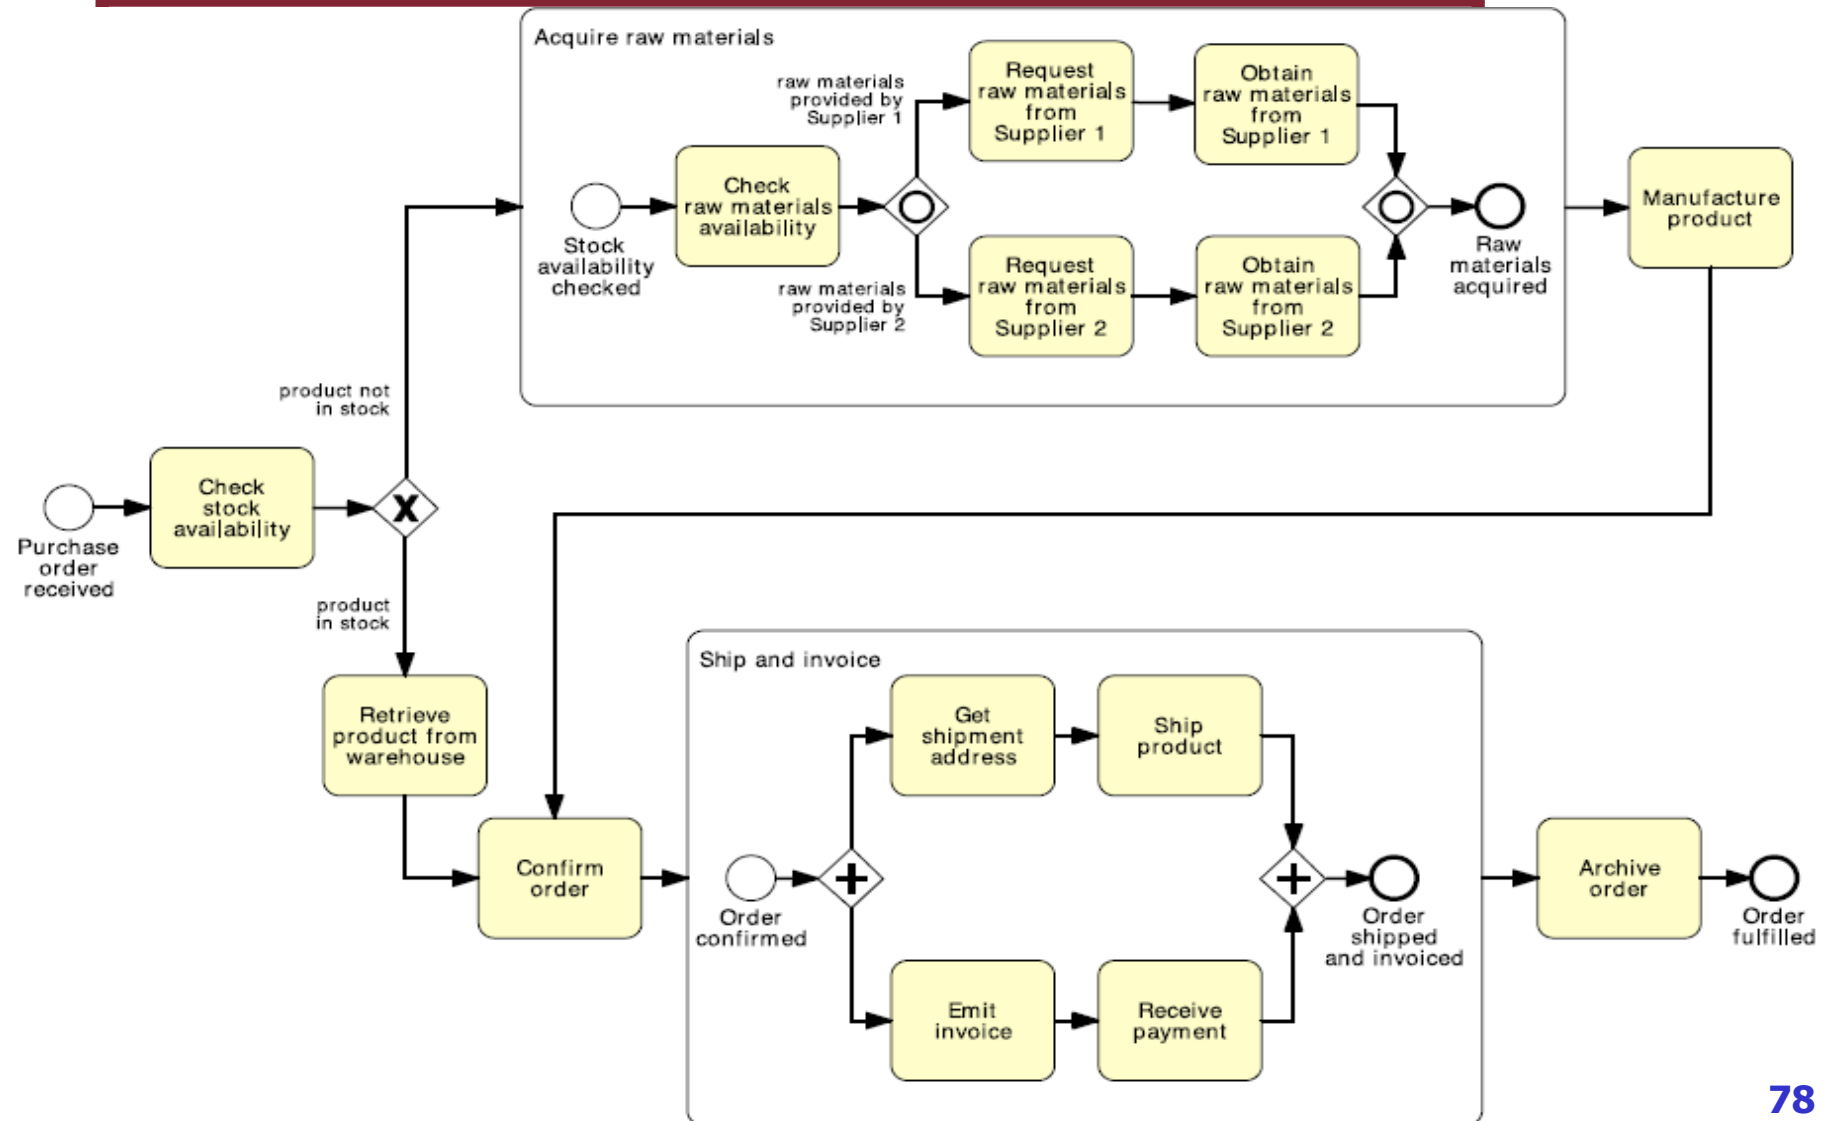 Acquire raw materials
raw materials
provided by
Supplier 1
Request
raw materials
from
Supplier 1
Obtain
raw materials
from
Supplier 1
Stock
availability
checked
Check
raw materials
availability
raw materials
provided by
Supplier 2
Request
raw materials
from
Supplier 2
Obtain
raw materials
from
Supplier 2
Raw
materials
acquired
Manufacture
product
product not
in stock
Purchase
order
received
Check
stock
availability
X
product
in stock
Retrieve
product from
warehouse
Confirm
order
Ship and invoice
Order
confirmed
Get
shipment
address
Ship
product
Emit
invoice
Receive
payment
Order
shipped
and invoiced
Archive
order
Order
fulfilled
78